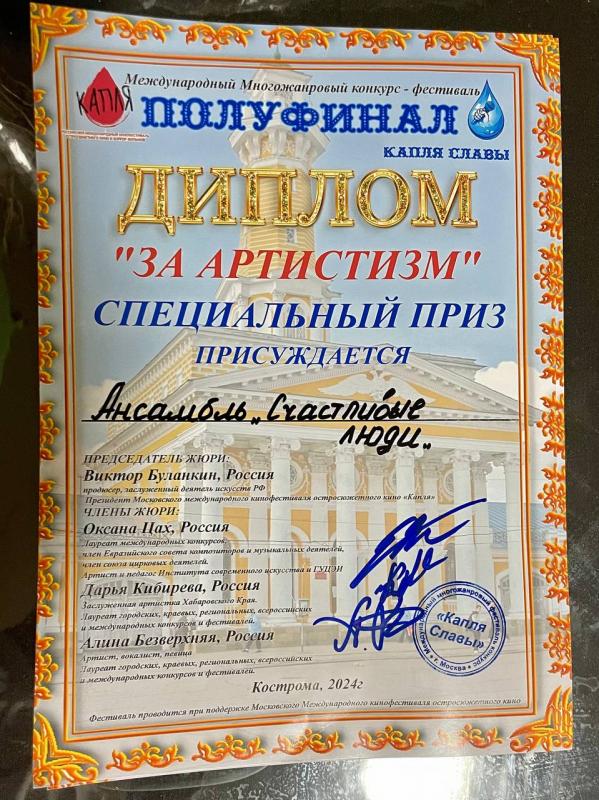 Международный Многожанровый конкурс - фестиваль
КАПЛЯ
ПОЛУФИНАЛ
КАПЛЯ СЛАВЫ
ДИПЛОМ
"ЗА АРТИСТИЗМ"
СПЕЦИАЛЬНЫЙ ПРИЗ
ПРИСУЖДАЕТСЯ
Ансамбль „Счастливые
люди„
ПРЕДСЕДАТЕЛЬ ЖЮРИ:
Виктор Буланкин, Россия
продюсер, заслуженный деятель искусств РФ
Президент Московского международного кинофестиваля остросюжетного кино «Капля»
ЧЛЕНЫ ЖЮРИ:
Оксана Цах, Россия
Лауреат международных конкурсов,
член Евразийского совета композиторов и музыкальных деятелей,
член союза цирковых деятелей.
Артист и педагог Института современного искусства и ГУЦЭИ
Дарья Кибирева, Россия
Заслуженная артистка Хабаровского Края.
Лауреат городских, краевых, региональных, всероссийских
и международных конкурсов и фестивалей.
Алина Безверхняя, Россия
Артист, вокалист, певица
Лауреат городских, краевых, региональных, всероссийских
и международных конкурсов и фестивалей.
Международный многожанровый фестиваль конкурс
«Капля
Славы»
г. Москва
Кострома, 2024г
Фестиваль проводится при поддержке Московского Международного кинофестиваля остросюжетного кино